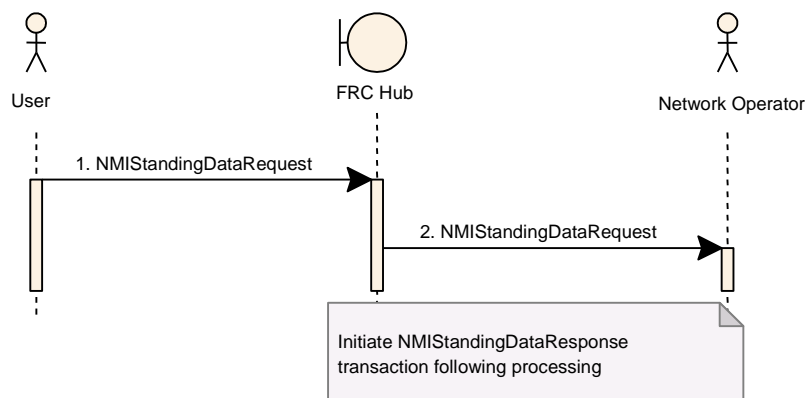 User
FRC Hub
Network Operator
1. NMIStandingDataRequest
2. NMIStandingDataRequest
Initiate NMIStandingDataResponse
transaction following processing